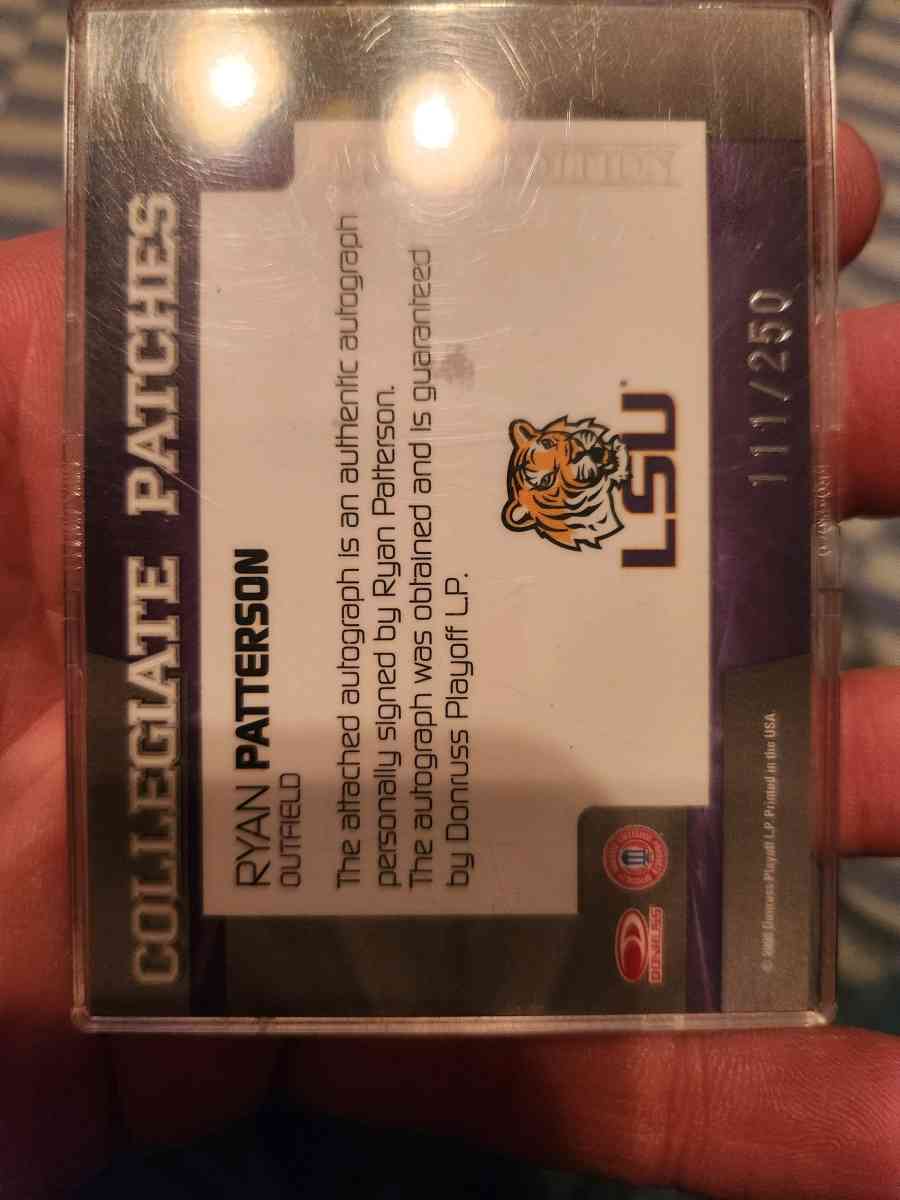 COLLEGIATE PATCHES
RYAN PATTERSON
OUTFIELD
The attached autograph is an authentic autograph
personally signed by Ryan Patterson.
The autograph was obtained and is guaranteed
by Donruss Playoff L.P.
LSU
DONRUSS
111/250
Donruss Playoff L.P. Printed in the USA.